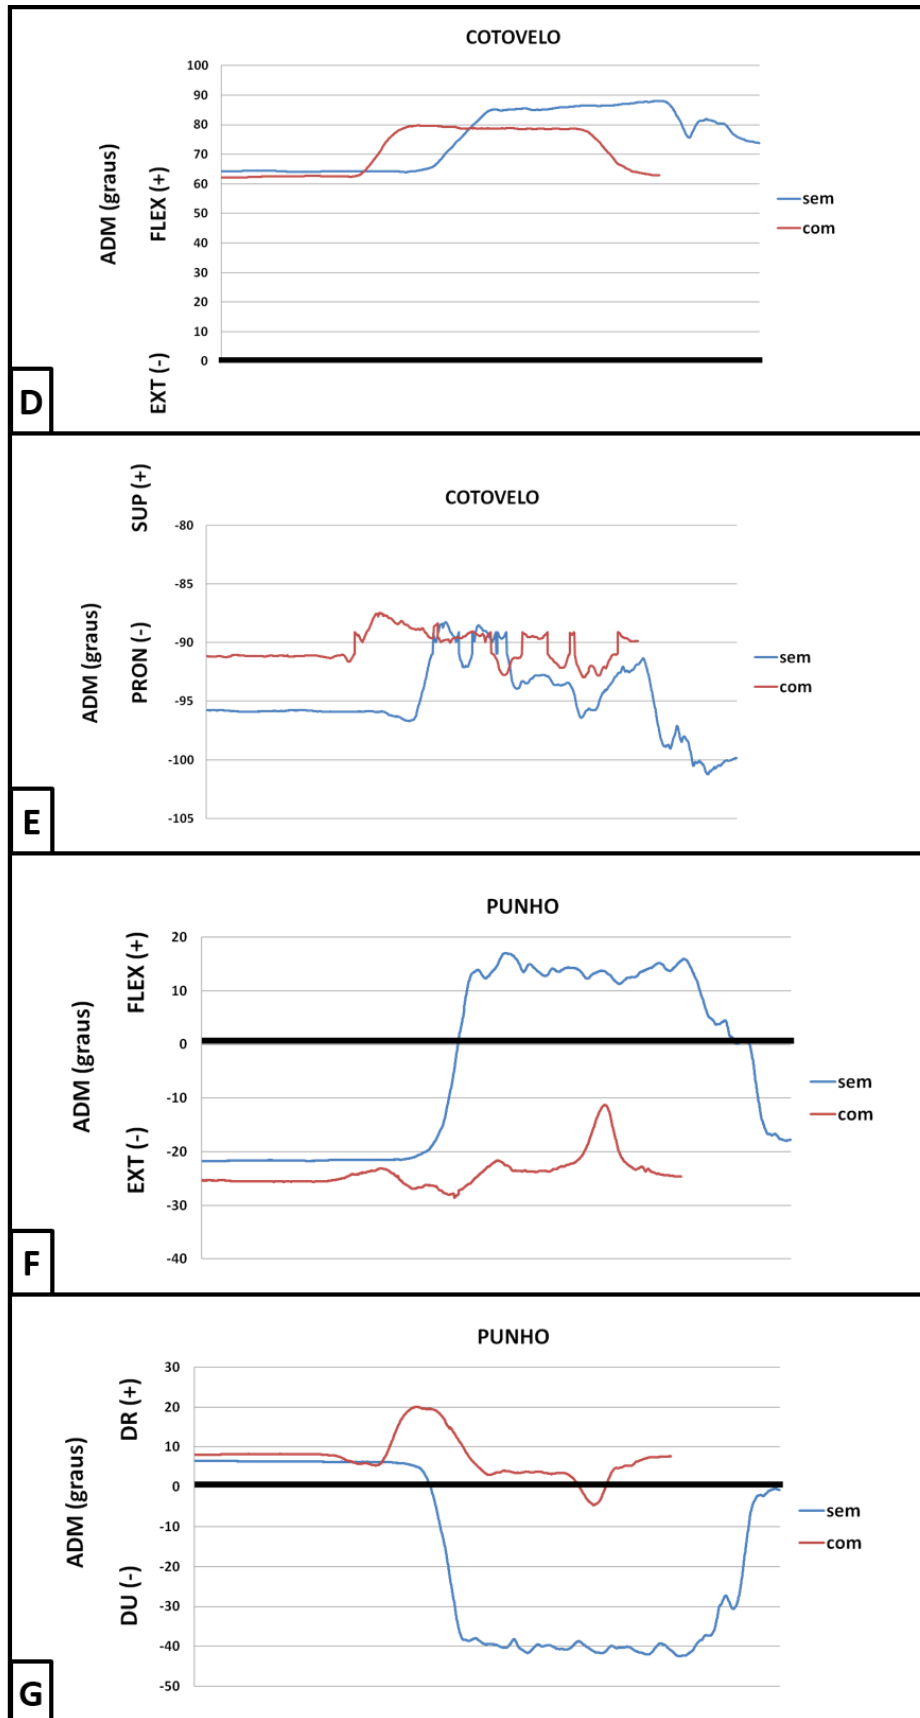 COTOVELO
ADM (graus)
FLEX (+)
EXT (-)
100
90
80
70
60
50
40
30
20
10
0
sem
com
D
COTOVELO
ADM (graus)
SUP (+)
PRON (-)
-80
-85
-90
-95
-100
-105
sem
com
E
PUNHO
ADM (graus)
FLEX (+)
EXT (-)
20
10
0
-10
-20
-30
-40
sem
com
F
PUNHO
ADM (graus)
DR (+)
DU (-)
30
20
10
0
-10
-20
-30
-40
-50
sem
com
G